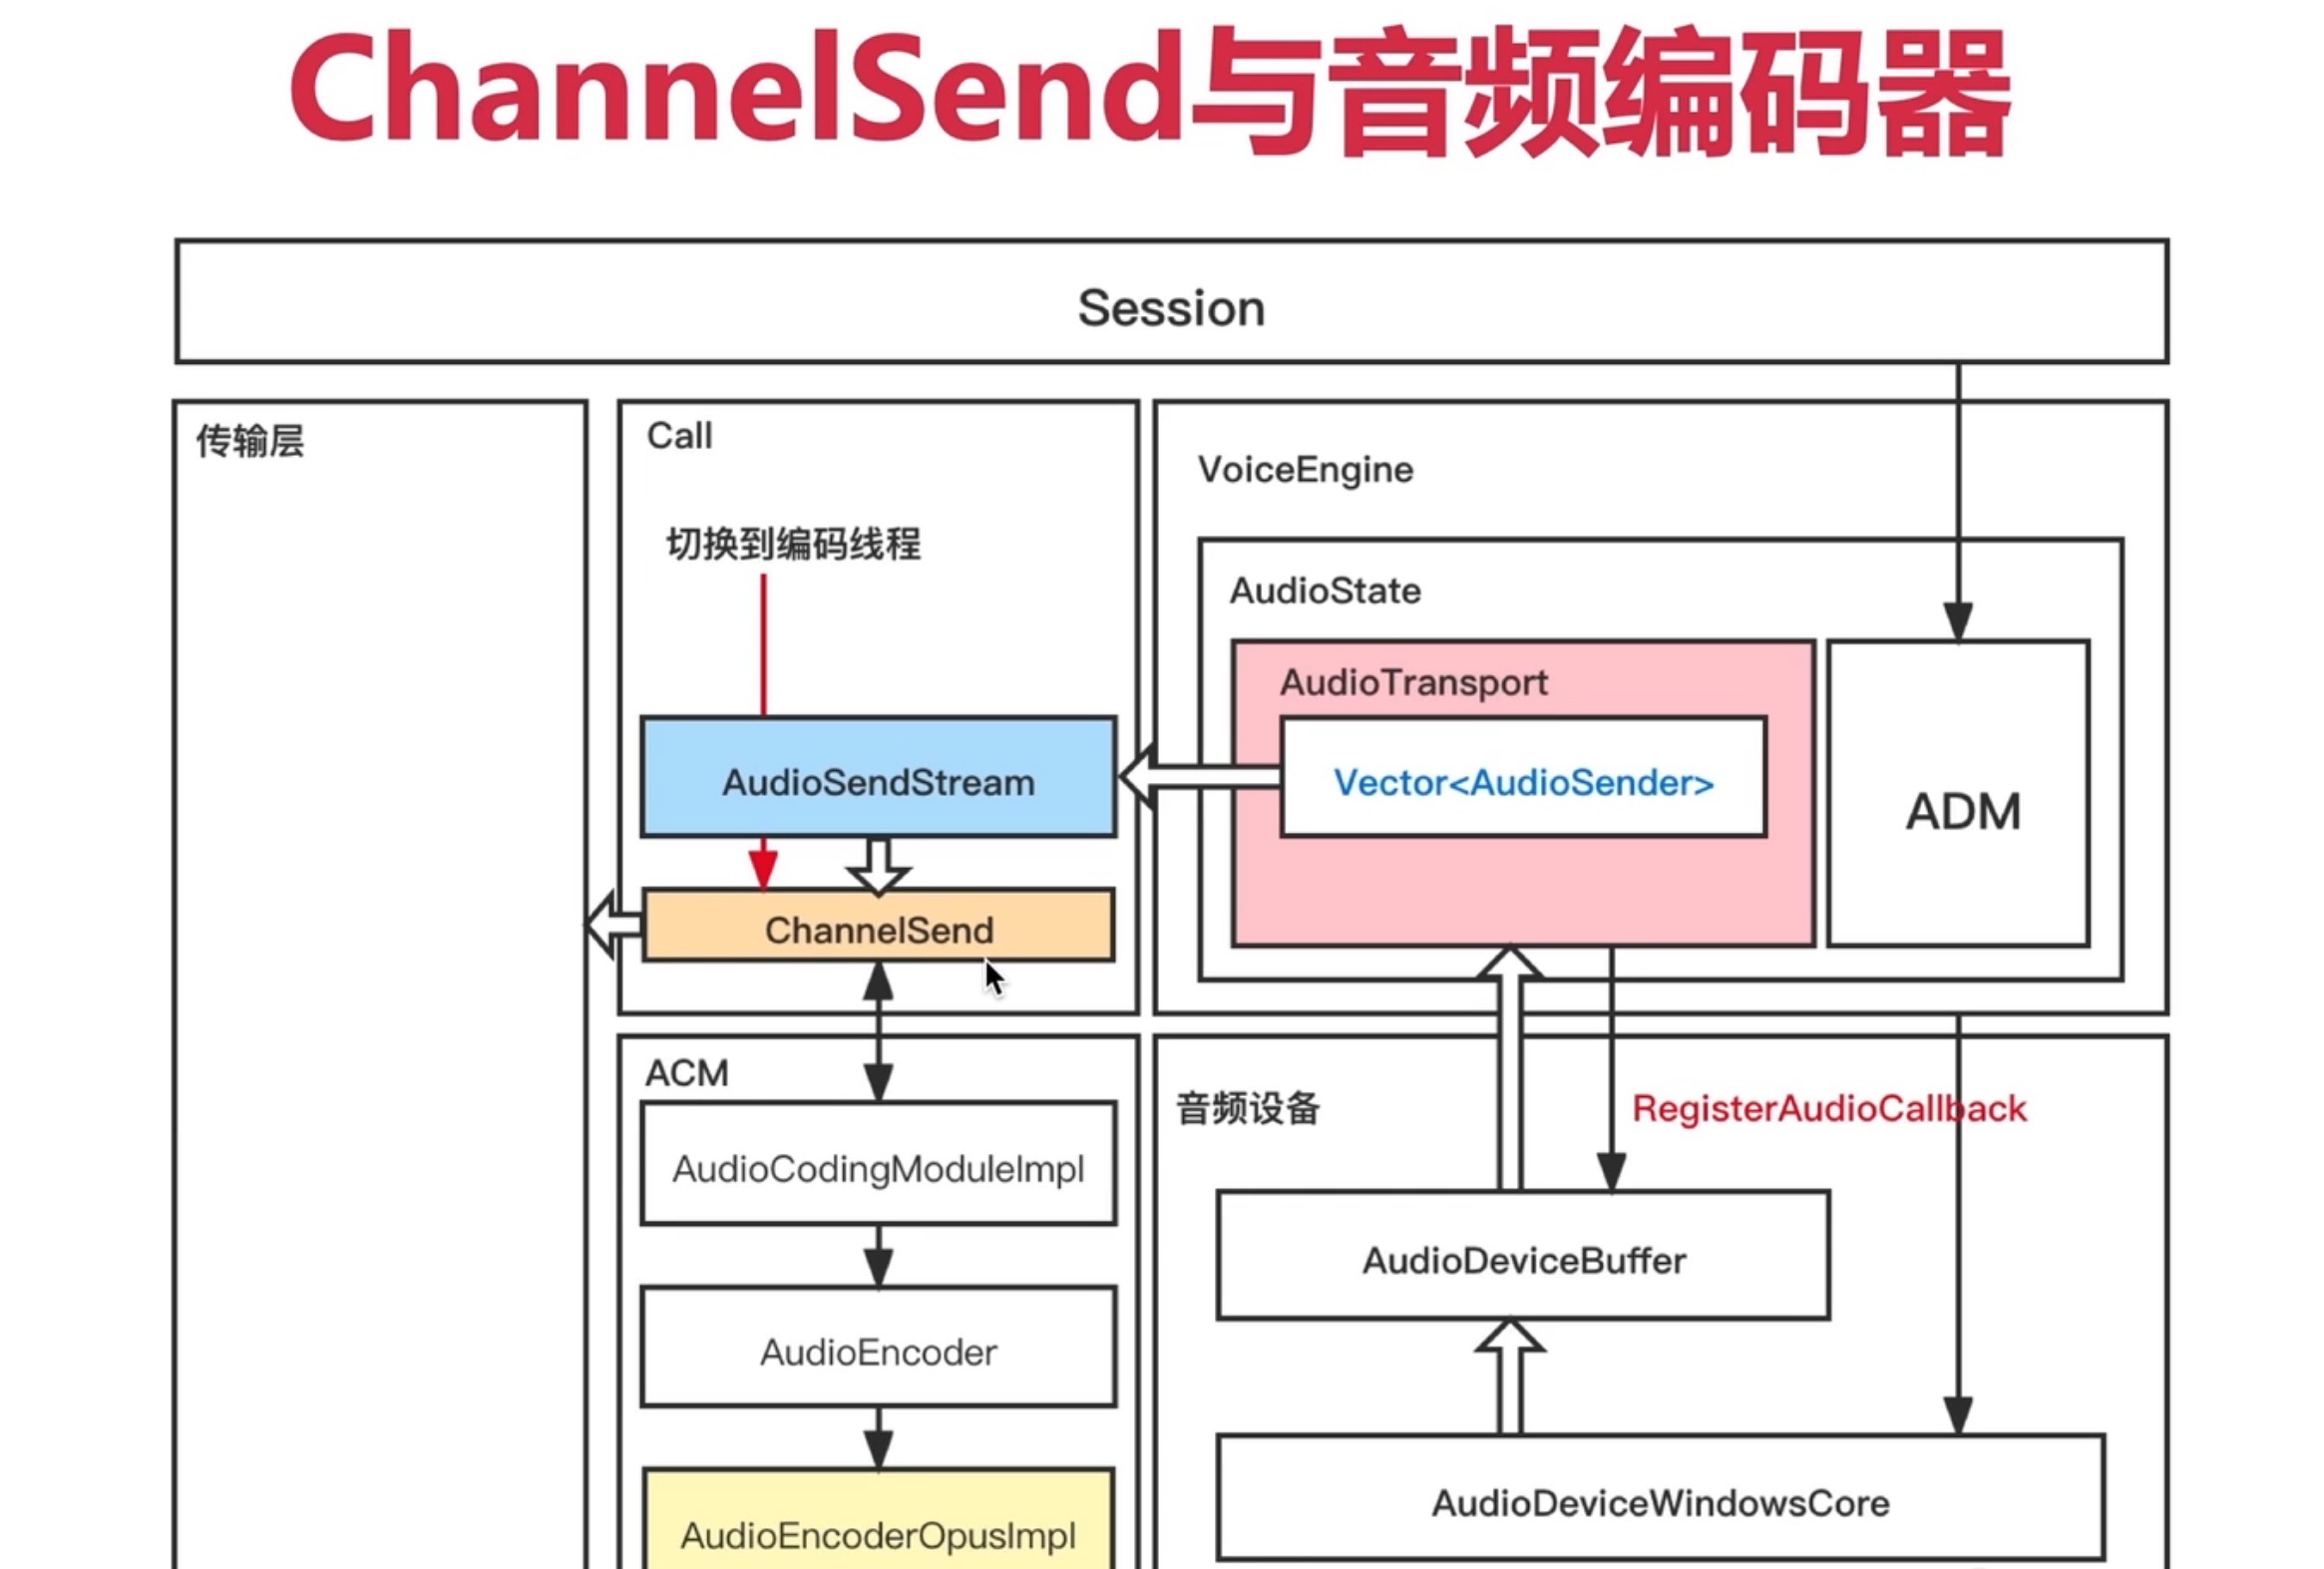 ChannelSend与音频编码器
Session
传输层
Call
切换到编码线程
AudioSendStream
ChannelSend
VoiceEngine
AudioState
AudioTransport
Vector<AudioSender>
ADM
ACM
AudioCodingModuleImpl
AudioEncoder
AudioEncoderOpusImpl
音频设备
RegisterAudioCallback
AudioDeviceBuffer
AudioDeviceWindowsCore